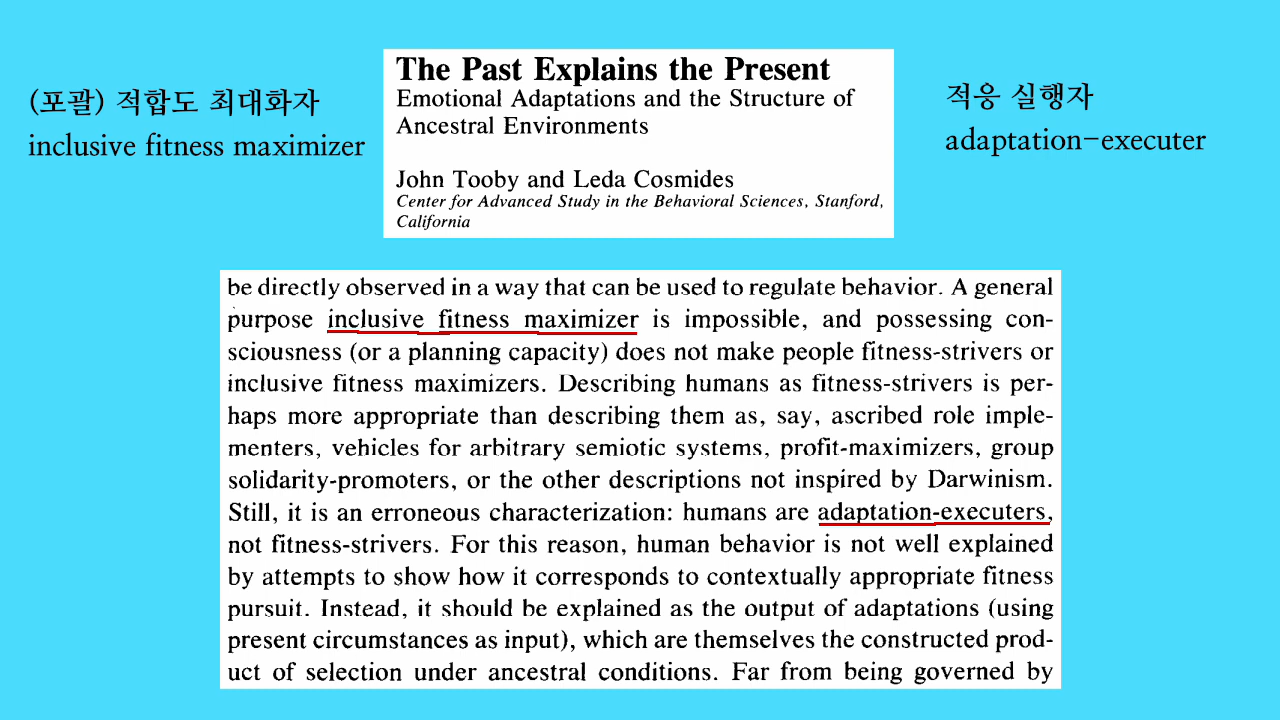 (포괄) 적합도 최대화자
inclusive fitness maximizer
The Past Explains the Present
Emotional Adaptations and the Structure of
Ancestral Environments
John Tooby and Leda Cosmides
Center for Advanced Study in the Behavioral Sciences, Stanford,
California
적응 실행자
adaptation-executer
be directly observed in a way that can be used to regulate behavior. A general
purpose inclusive fitness maximizer is impossible, and possessing con-
sciousness (or a planning capacity) does not make people fitness-strivers or
inclusive fitness maximizers. Describing humans as fitness-strivers is per-
haps more appropriate than describing them as, say, ascribed role imple-
menters, vehicles for arbitrary semiotic systems, profit-maximizers, group
solidarity-promoters, or the other descriptions not inspired by Darwinism.
Still, it is an erroneous characterization: humans are adaptation-executers,
not fitness-strivers. For this reason, human behavior is not well explained
by attempts to show how it corresponds to contextually appropriate fitness
pursuit. Instead, it should be explained as the output of adaptations (using
present circumstances as input), which are themselves the constructed prod-
uct of selection under ancestral conditions. Far from being governed by